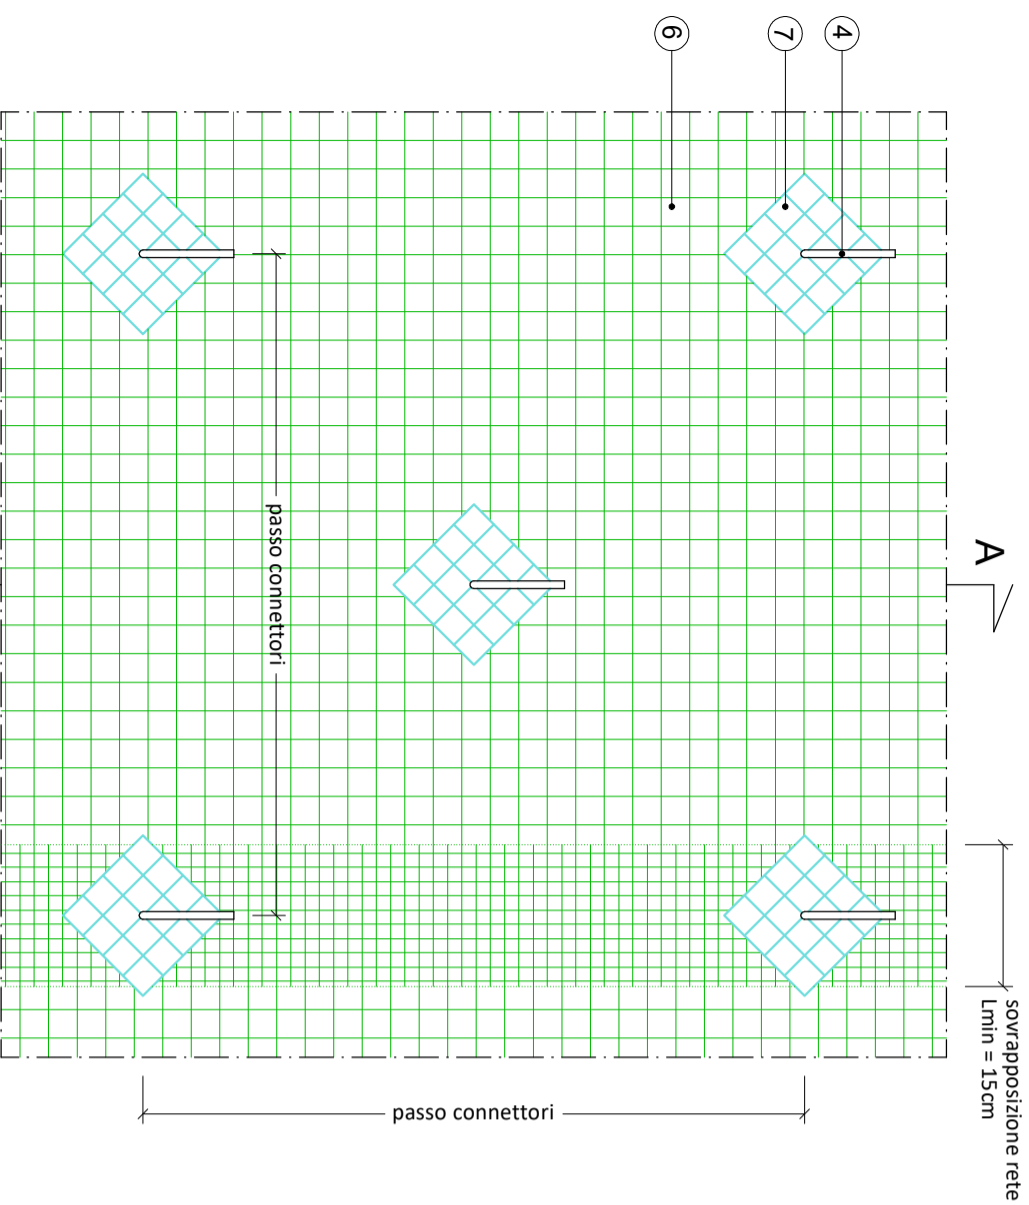 6
7
4
A
passo connettori
sovrapposizione rete
Lmin = 15cm
passo connettori